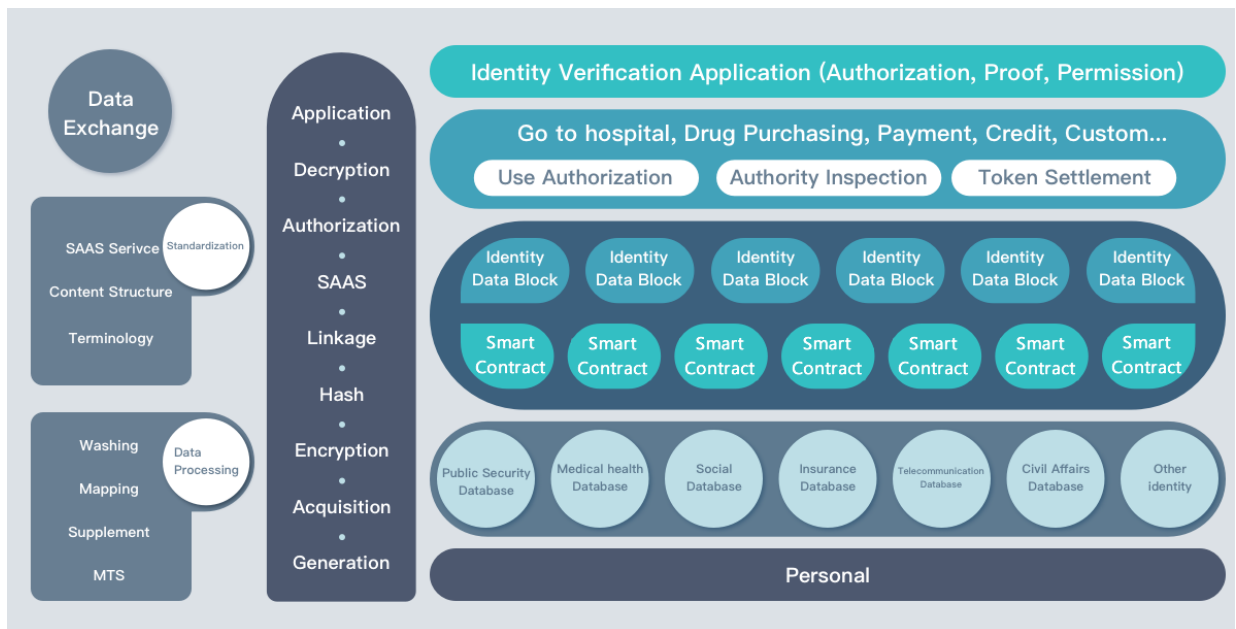 Data
Exchange
SAAS Serivce
Standardization
Content Structure
Terminology
Washing
Data
Processing
Mapping
Supplement
MTS
Application
Decryption
Authorization
SAAS
Linkage
Hash
Encryption
Acquisition
Generation
Identity Verification Application (Authorization, Proof, Permission)
Go to hospital, Drug Purchasing, Payment, Credit, Custom...
Use Authorization
Authority Inspection
Token Settlement
Identity
Data Block
Identity
Data Block
Identity
Data Block
Identity
Data Block
Identity
Data Block
Identity
Data Block
Smart
Contract
Smart
Contract
Smart
Contract
Smart
Contract
Smart
Contract
Smart
Contract
Smart
Contract
Public Security
Database
Medical health
Database
Social
Database
Insurance
Database
Telecommunication
Database
Civil Affairs
Database
Other
identity
Personal